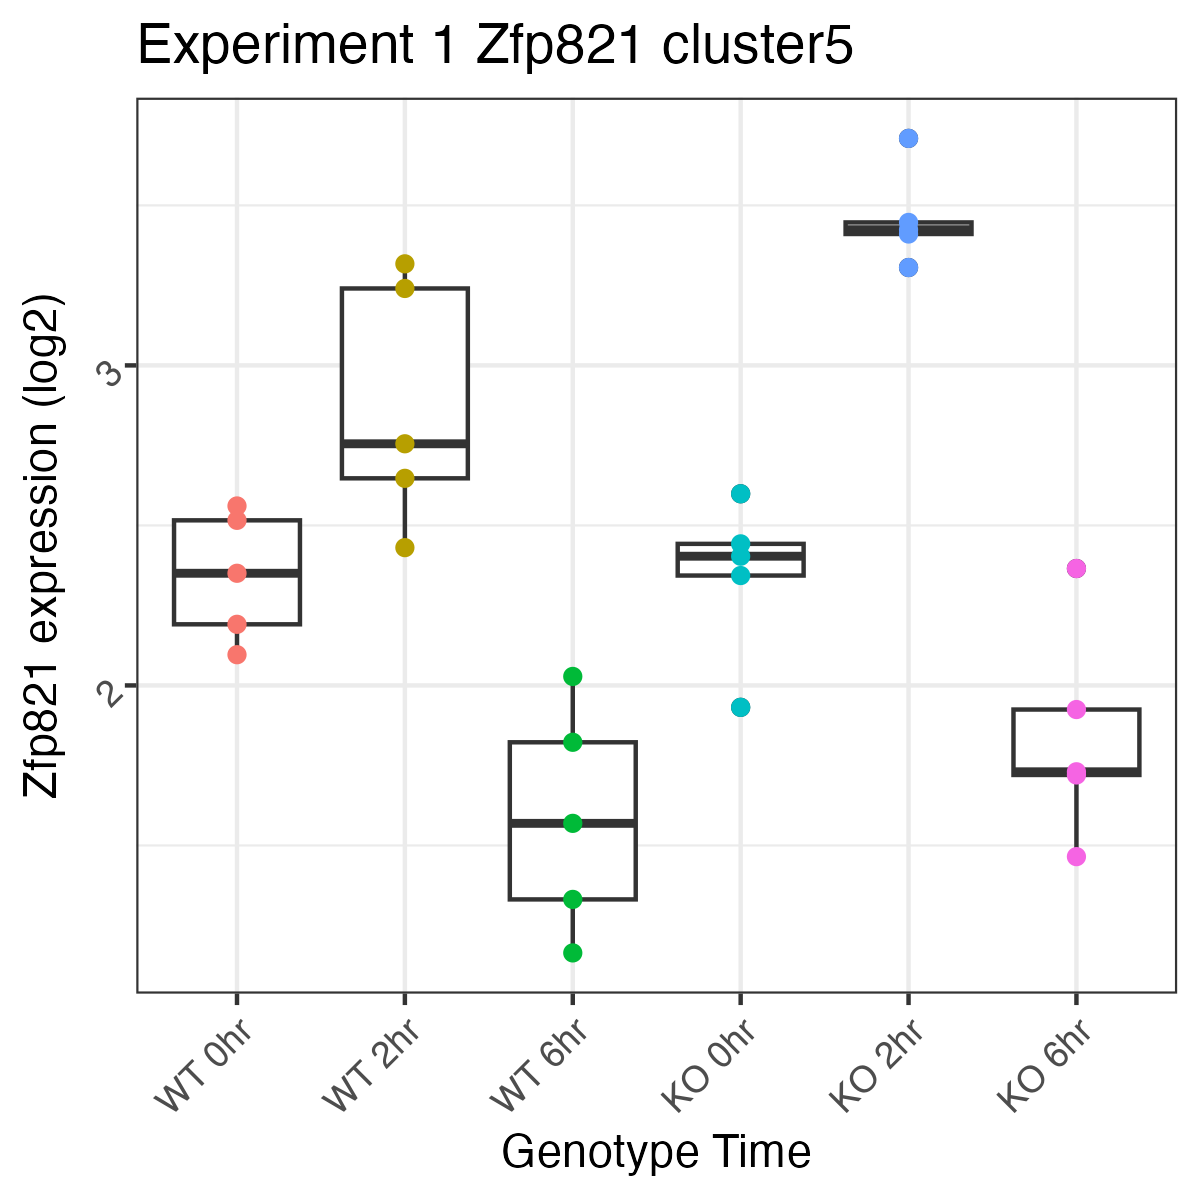 Experiment 1 Zfp821 cluster5
Zfp821 expression (log2)
3
2
WT 0hr
WT 2hr
WT 6hr
KO 0hr
KO 2hr
KO 6hr
Genotype Time